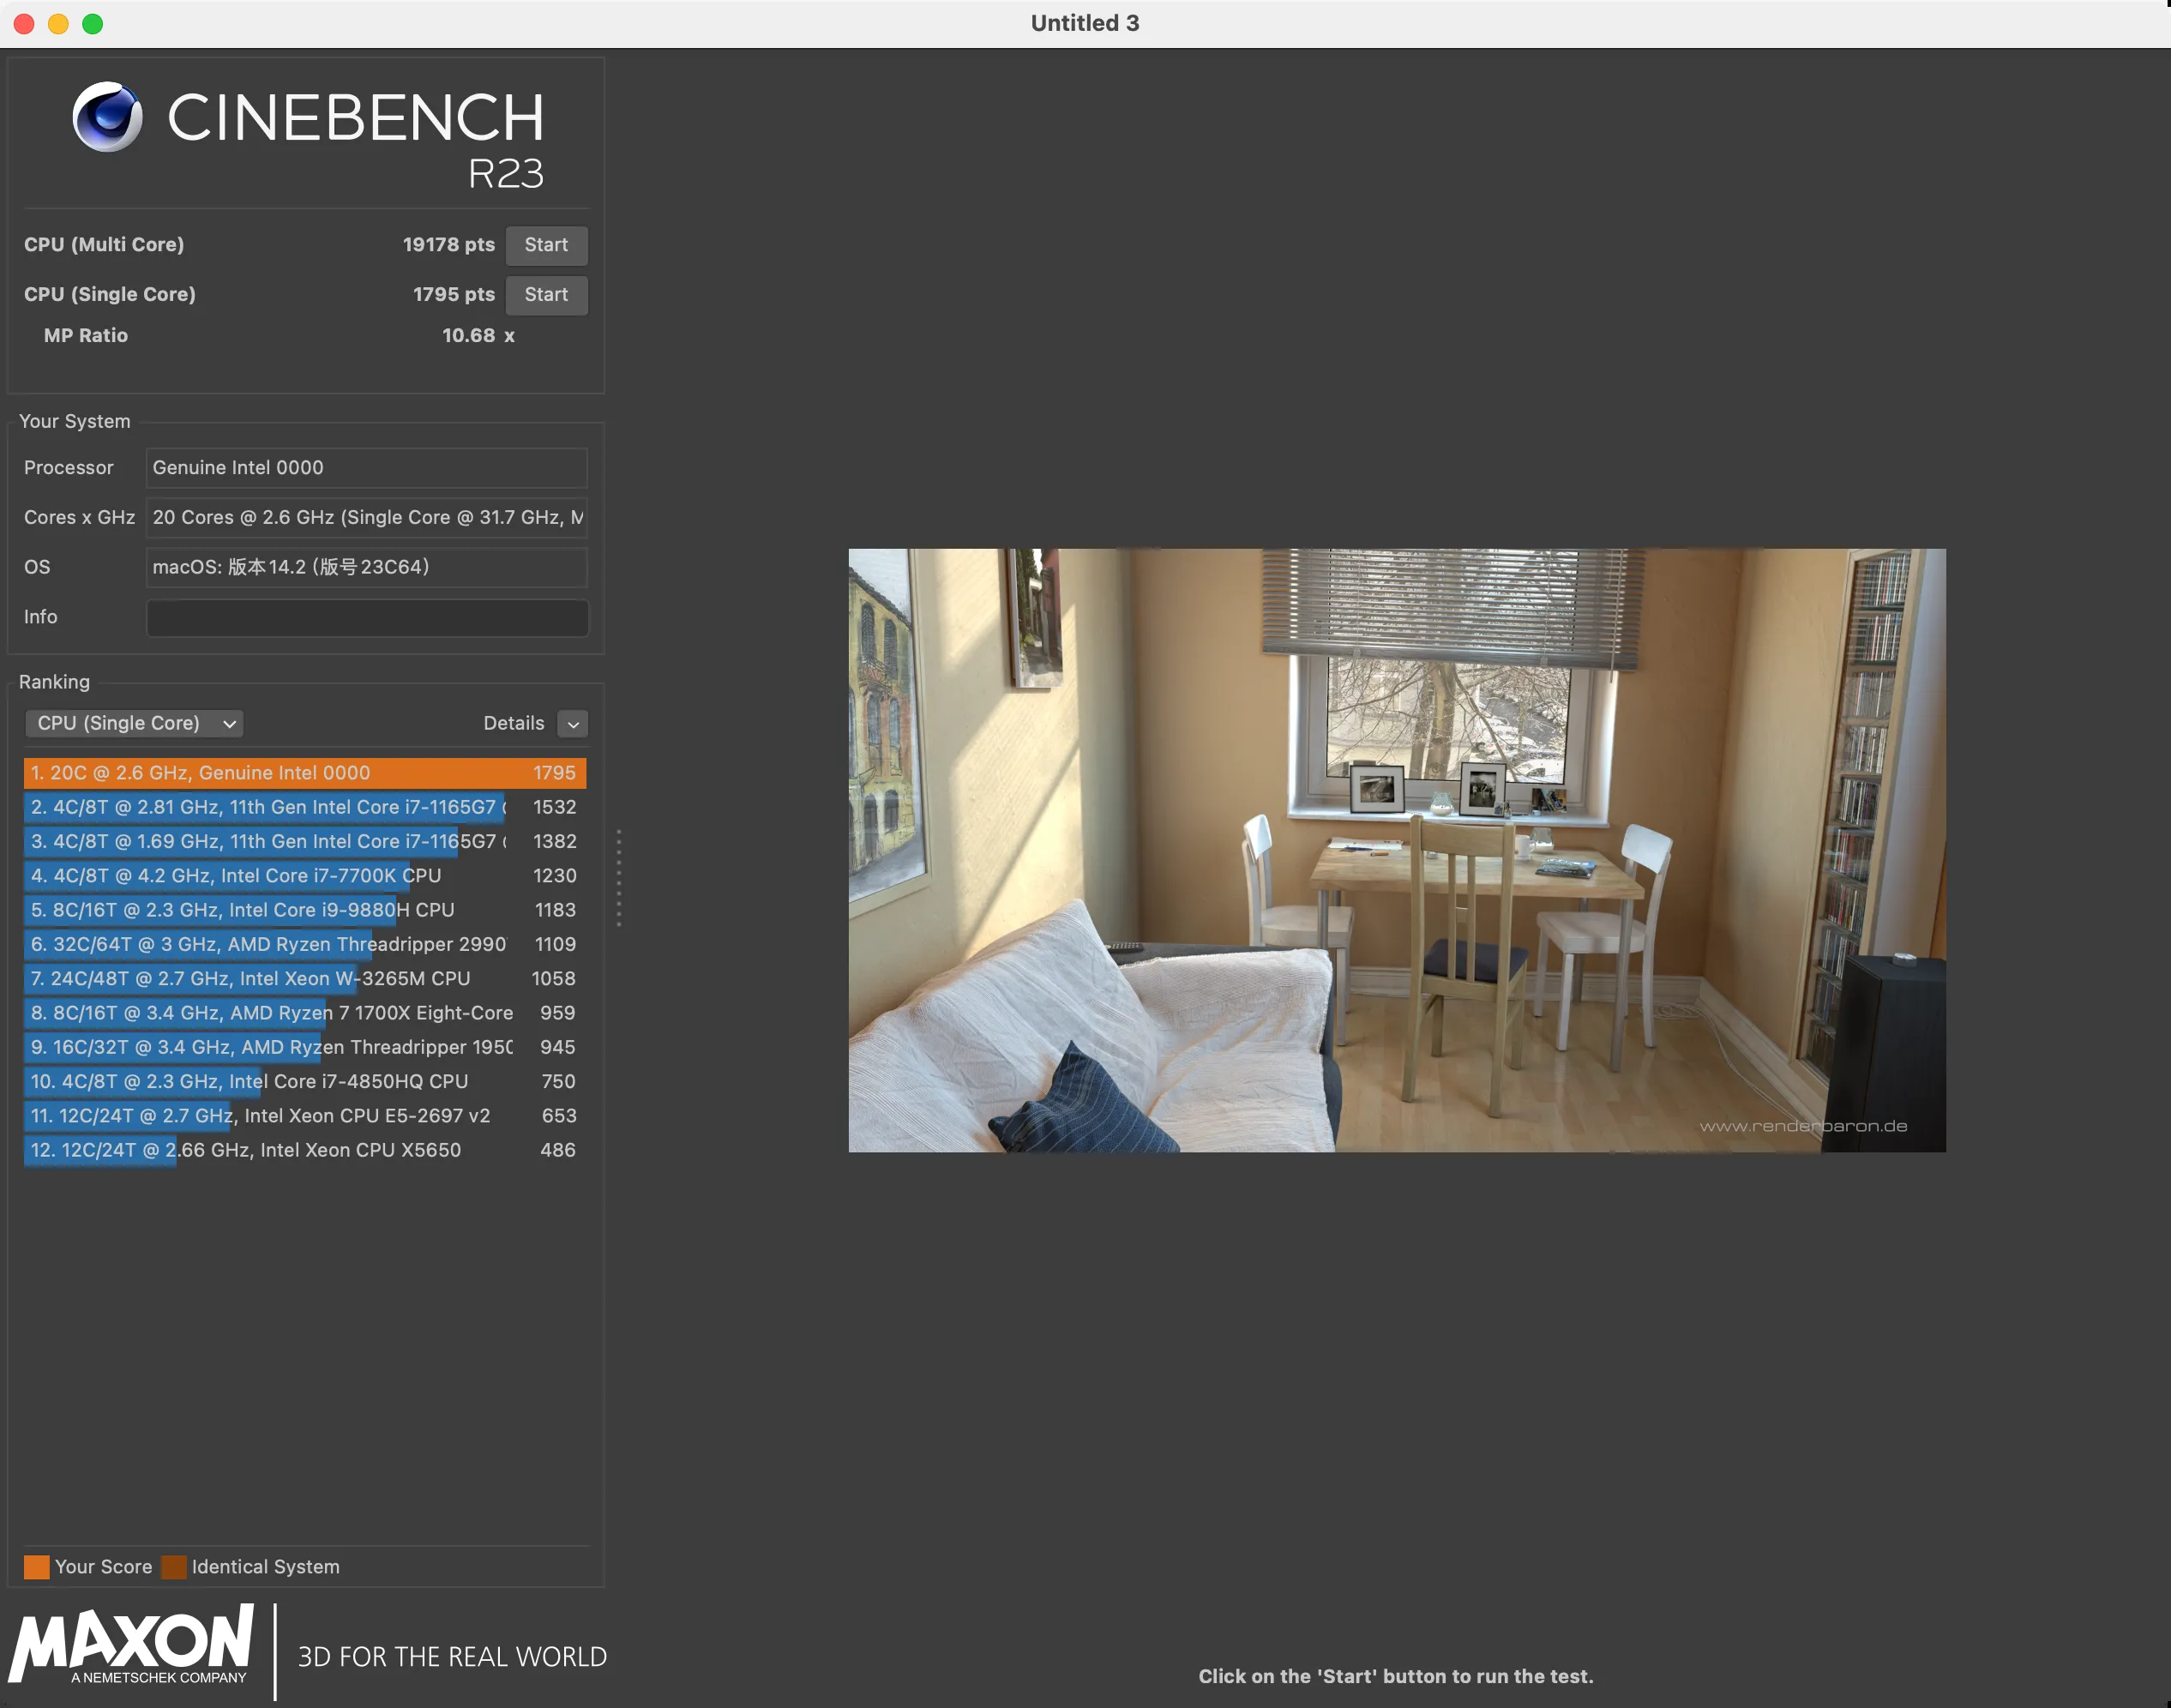 Untitled 3
CINEBENCH
R23
CPU (Multi Core) 19178 pts Start
CPU (Single Core) 1795 pts Start
MP Ratio 10.68 x
Your System
Processor Genuine Intel 0000
Cores x GHz 20 Cores @ 2.6 GHz (Single Core @ 31.7 GHz, M
OS macOS: 版本14.2 (版号23C64)
Info
Ranking
CPU (Single Core) Details
1. 20C @ 2.6 GHz, Genuine Intel 0000 1795
2. 4C/8T @ 2.81 GHz, 11th Gen Intel Core i7-1165G7 1532
3. 4C/8T @ 1.69 GHz, 11th Gen Intel Core i7-1165G7 1382
4. 4C/8T @ 4.2 GHz, Intel Core i7-7700K CPU 1230
5. 8C/16T @ 2.3 GHz, Intel Core i9-9880H CPU 1183
6. 32C/64T @ 3 GHz, AMD Ryzen Threadripper 2990 1109
7. 24C/48T @ 2.7 GHz, Intel Xeon W-3265M CPU 1058
8. 8C/16T @ 3.4 GHz, AMD Ryzen 7 1700X Eight-Core 959
9. 16C/32T @ 3.4 GHz, AMD Ryzen Threadripper 1950 945
10. 4C/8T @ 2.3 GHz, Intel Core i7-4850HQ CPU 750
11. 12C/24T @ 2.7 GHz, Intel Xeon CPU E5-2697 v2 653
12. 12C/24T @ 2.66 GHz, Intel Xeon CPU X5650 486
www.renderbaron.de
Your Score Identical System
MAXON
A NEMETSCHEK COMPANY
3D FOR THE REAL WORLD
Click on the 'Start' button to run the test.